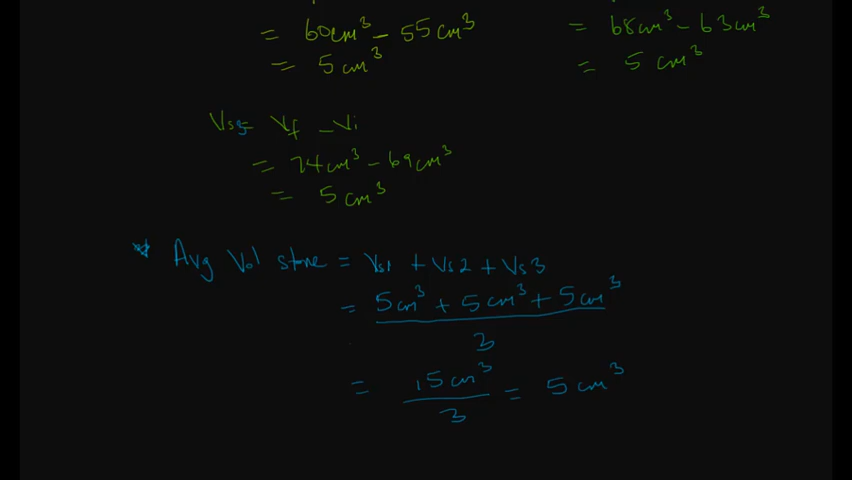 = 60cm³ - 55cm³
= 5cm³
= 68cm³ - 63cm³
= 5cm³
Vs3 = Vf - Vi
= 74cm³ - 69cm³
= 5cm³
* Avg Vol stone = Vs1 + Vs2 + Vs3
= 5cm³ + 5cm³ + 5cm³
3
= 15cm³ = 5cm³
3